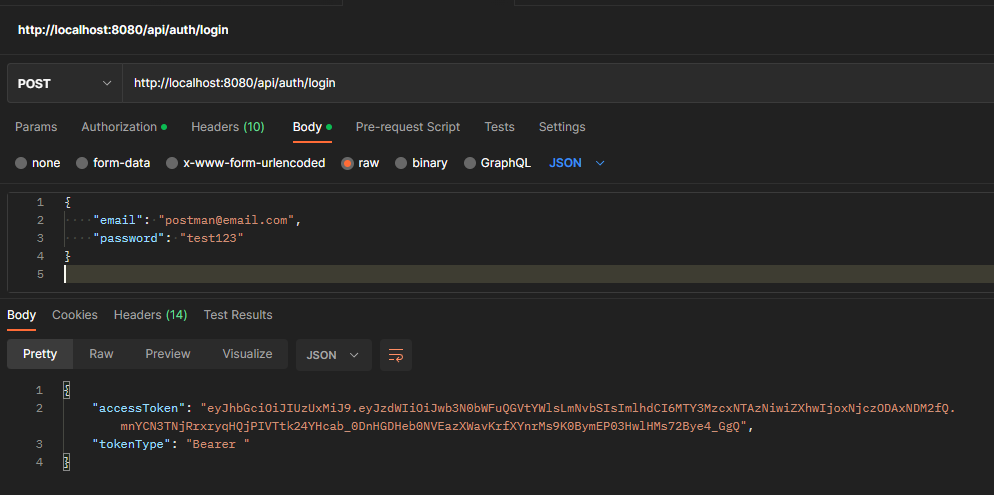 http://localhost:8080/api/auth/login
POST http://localhost:8080/api/auth/login
Params Authorization Headers (10) Body Pre-request Script Tests Settings
none form-data x-www-form-urlencoded raw binary GraphQL JSON
1 {
2 "email": "postman@email.com",
3 "password": "test123"
4 }
5
Body Cookies Headers (14) Test Results
Pretty Raw Preview Visualize JSON
1 {
2 "accessToken": "eyJhbGciOiJIUzUxMiJ9.eyJzdWIiOiJwb3N0bWFuQGVtYWlsLmNvbSIsImlhdCI6MTY3MzcxNTAzNiwiZXhwIjoxNjczODAxNDM2fQ.
mnYCN3TNjRrxryqHQjPIVTtk24YHcab_0DnHGDHeb0NVEazXWavKrfXYnrMs9K0BymEP03HwlHMs72Bye4_GgQ",
3 "tokenType": "Bearer "
4 }